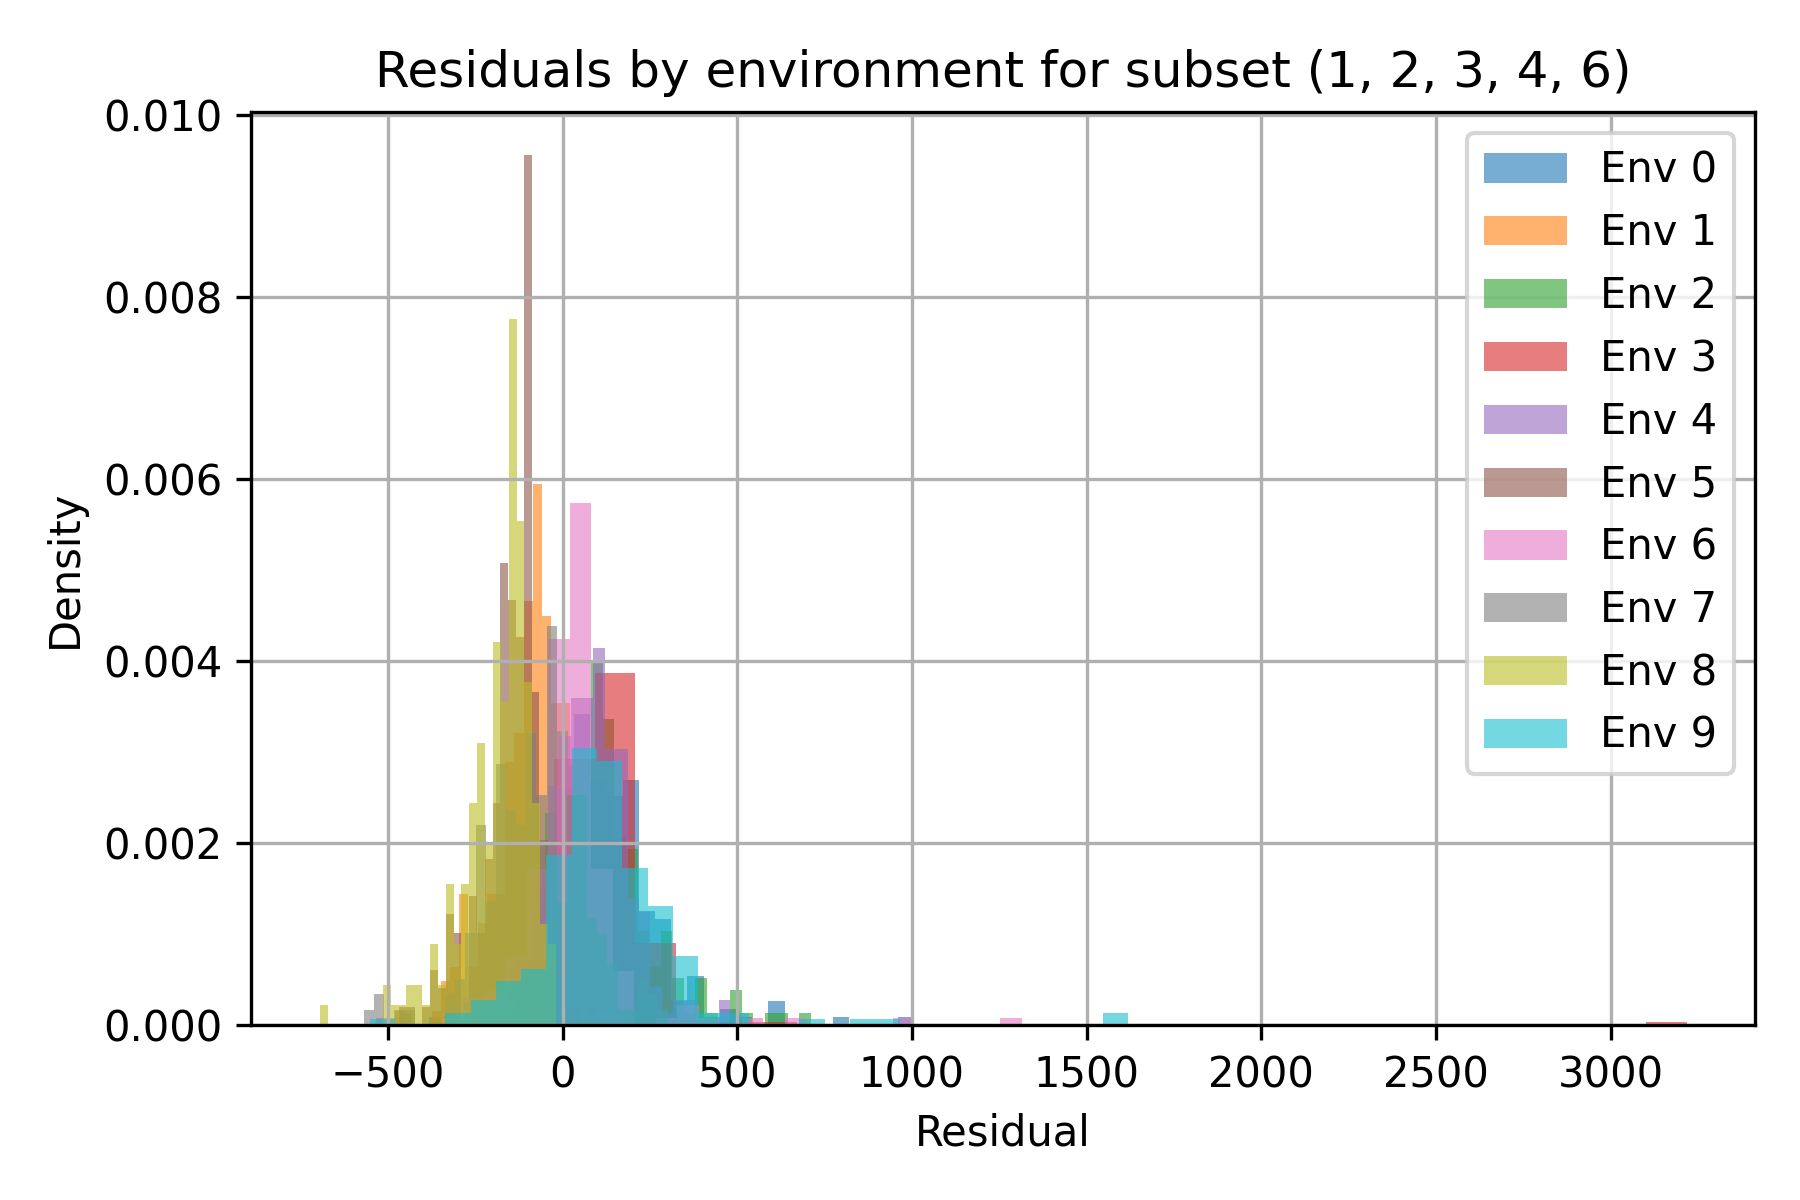 Residuals by environment for subset (1, 2, 3, 4, 6)
0.010
0.008
0.006
0.004
0.002
0.000
Density
Env 0
Env 1
Env 2
Env 3
Env 4
Env 5
Env 6
Env 7
Env 8
Env 9
−500 0 500 1000 1500 2000 2500 3000
Residual